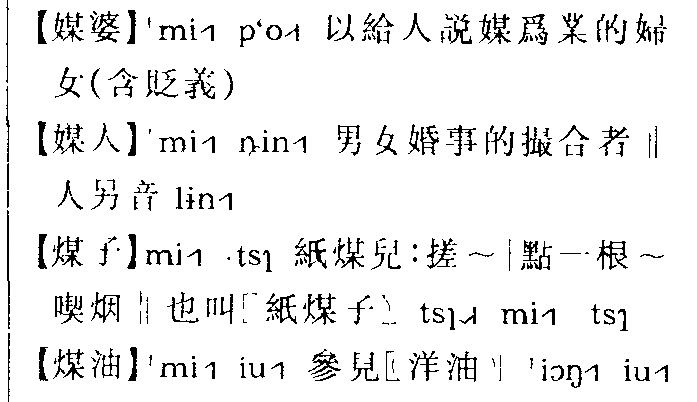 【媒婆】ˈmi˧ pʻo˧ 以給人説媒爲業的婦
女(含貶義)
【媒人】ˈmi˧ ȵin˧ 男女婚事的撮合者 ‖
人另音 lin˧
【煤子】mi˧ ·tsɿ 紙煤兒:搓～|點一根～
喫烟 ‖ 也叫[紙煤子] tsɿ mi˧ tsɿ
【煤油】ˈmi˧ iu˧ 參見[洋油] ˈiɔŋ˧ iu˧